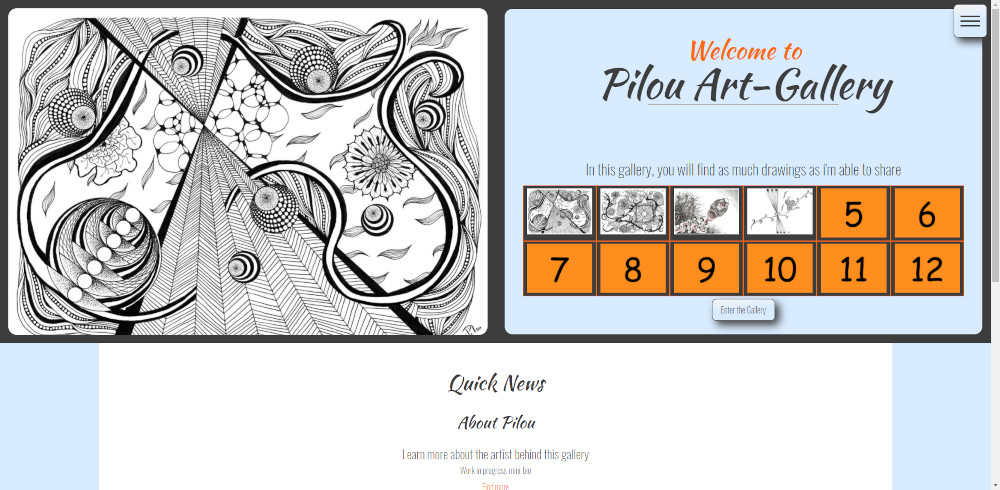 Welcome to
Pilou Art-Gallery
In this gallery, you will find as much drawings as i'm able to share
5 6
7 8 9 10 11 12
Enter the Gallery
Quick News
About Pilou
Learn more about the artist behind this gallery
Work in progress mini-bio
Find more